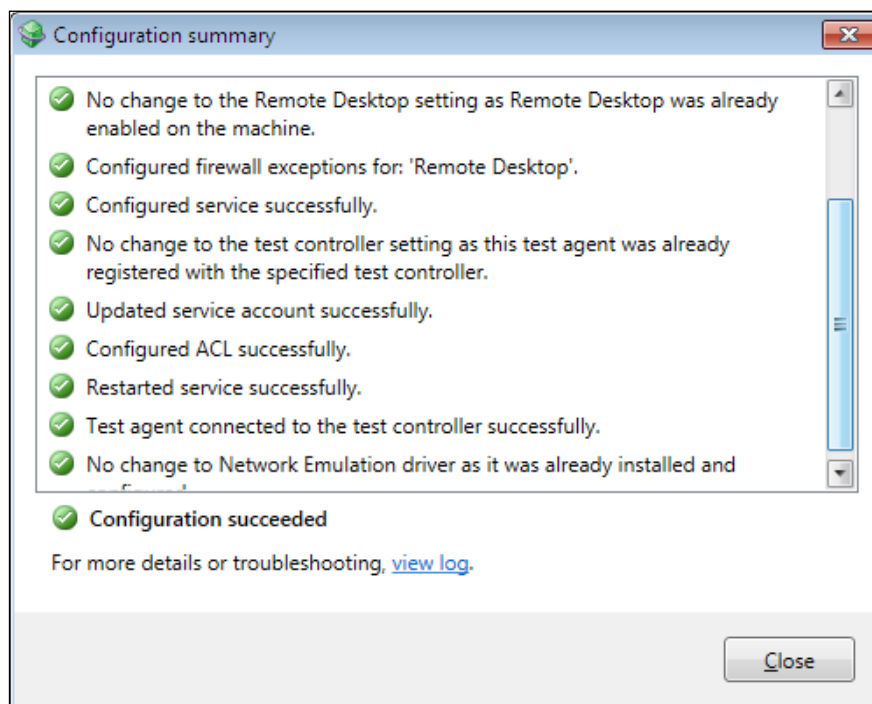 Configuration summary
No change to the Remote Desktop setting as Remote Desktop was already
enabled on the machine.
Configured firewall exceptions for: 'Remote Desktop'.
Configured service successfully.
No change to the test controller setting as this test agent was already
registered with the specified test controller.
Updated service account successfully.
Configured ACL successfully.
Restarted service successfully.
Test agent connected to the test controller successfully.
No change to Network Emulation driver as it was already installed and
Configuration succeeded
For more details or troubleshooting, view log.
Close